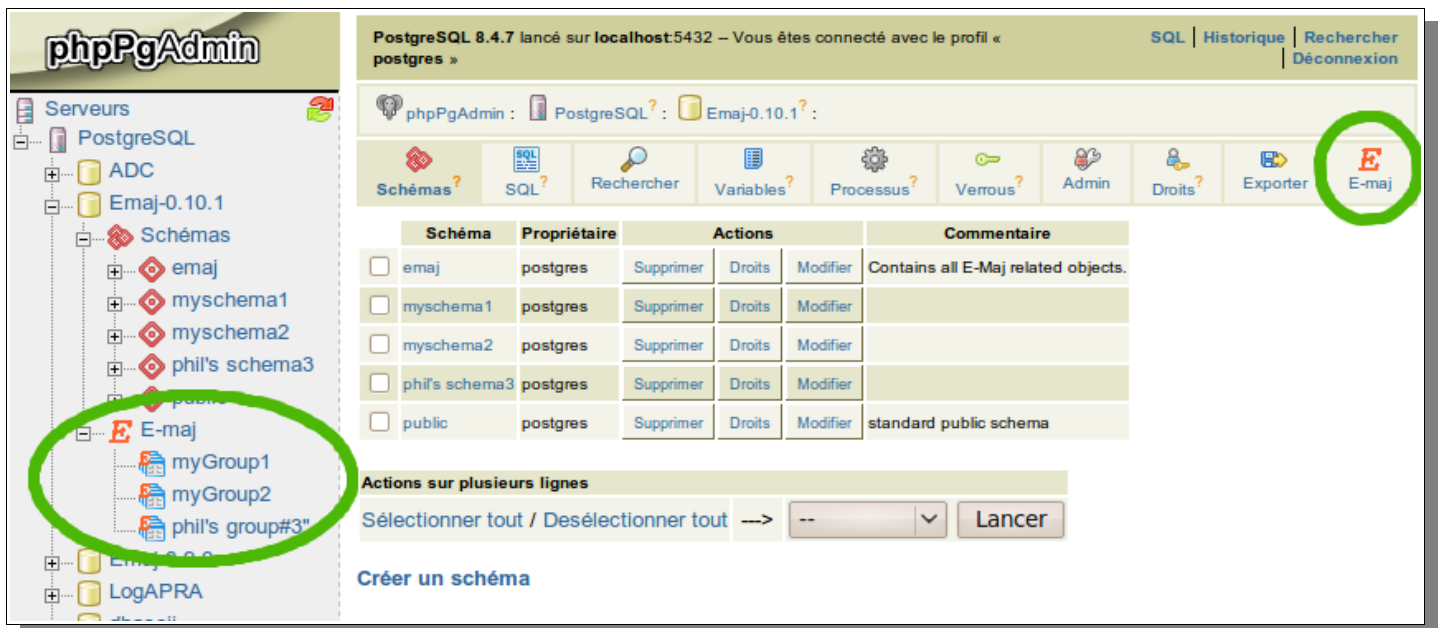 phpPgAdmin
Serveurs
PostgreSQL
ADC
Emaj-0.10.1
Schémas
emaj
myschema1
myschema2
phil's schema3
public
E-maj
myGroup1
myGroup2
phil's group#3"
LogAPRA
PostgreSQL 8.4.7 lancé sur localhost:5432 -- Vous êtes connecté avec le profil «
postgres »
SQL | Historique | Rechercher
| Déconnexion
phpPgAdmin : PostgreSQL? : Emaj-0.10.1? :
Schémas? SQL? Rechercher Variables? Processus? Verrous? Admin Droits? Exporter E-maj
Schéma Propriétaire Actions Commentaire
emaj postgres Supprimer Droits Modifier Contains all E-Maj related objects.
myschema1 postgres Supprimer Droits Modifier
myschema2 postgres Supprimer Droits Modifier
phil's schema3 postgres Supprimer Droits Modifier
public postgres Supprimer Droits Modifier standard public schema
Actions sur plusieurs lignes
Sélectionner tout / Desélectionner tout ---> -- Lancer
Créer un schéma